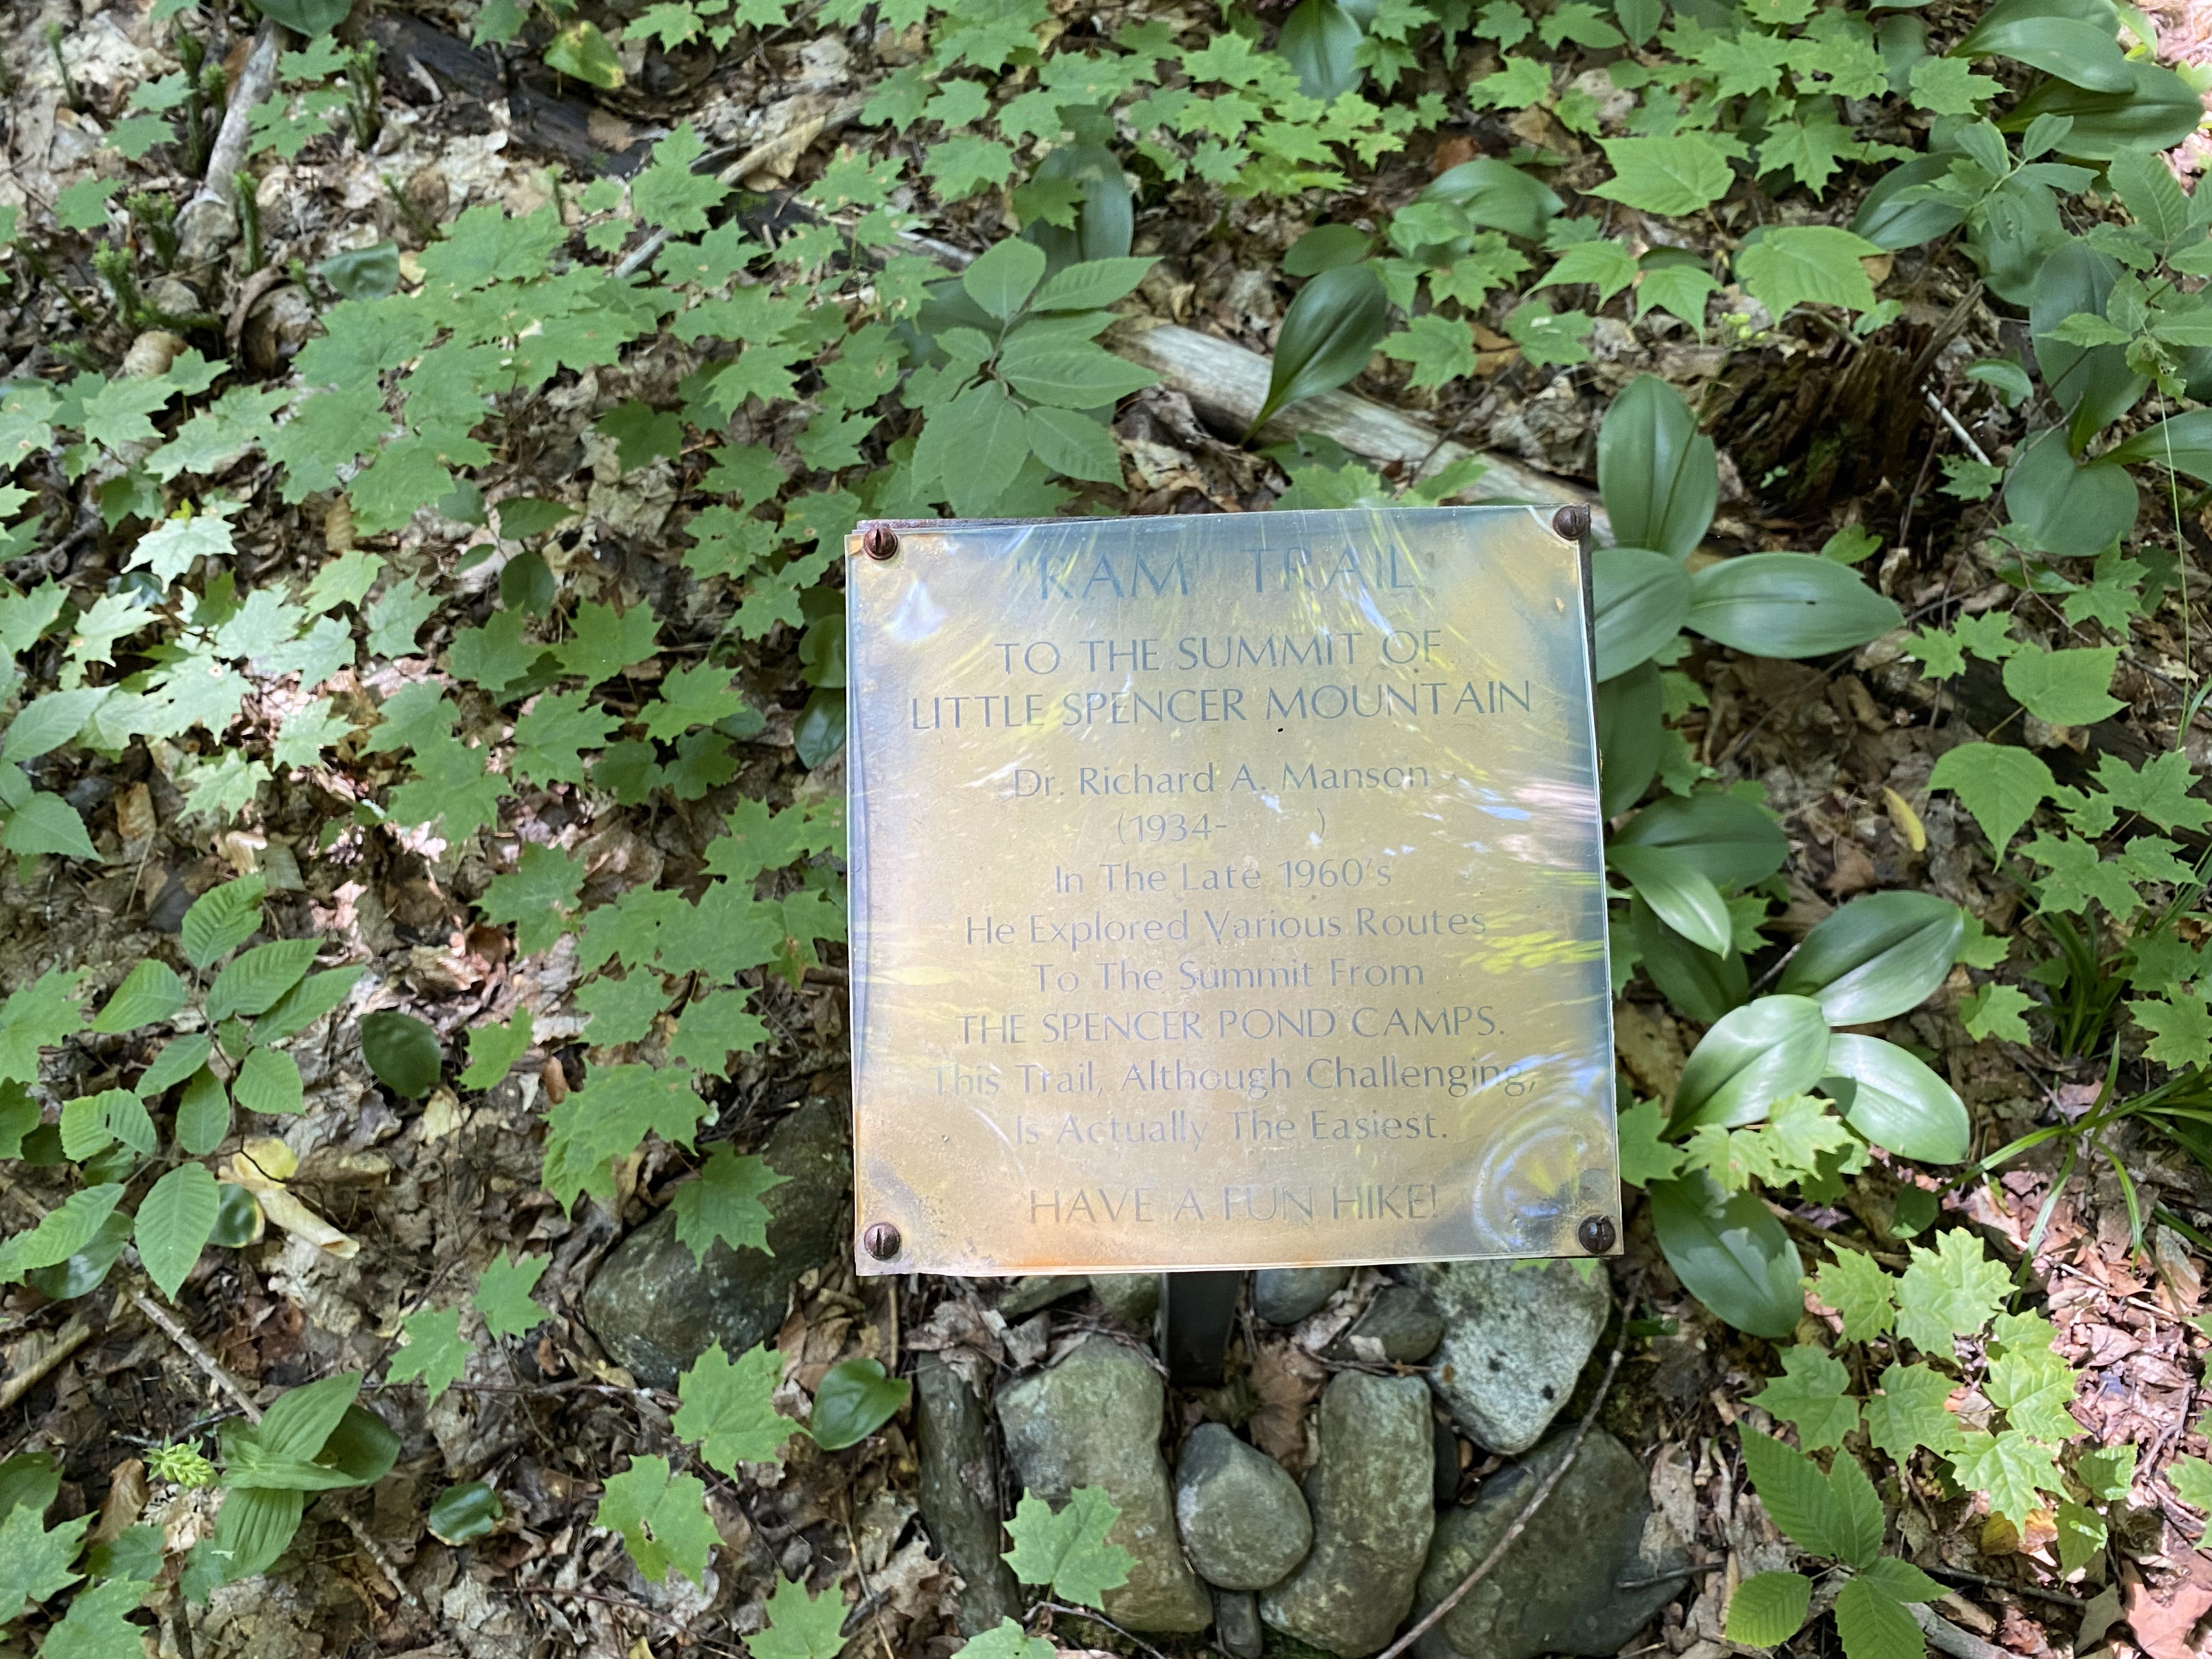 "RAM" TRAIL
TO THE SUMMIT OF
LITTLE SPENCER MOUNTAIN
Dr. Richard A. Manson
(1934- )
In The Late 1960's
He Explored Various Routes
To The Summit From
THE SPENCER POND CAMPS.
This Trail, Although Challenging,
Is Actually The Easiest.
HAVE A FUN HIKE!